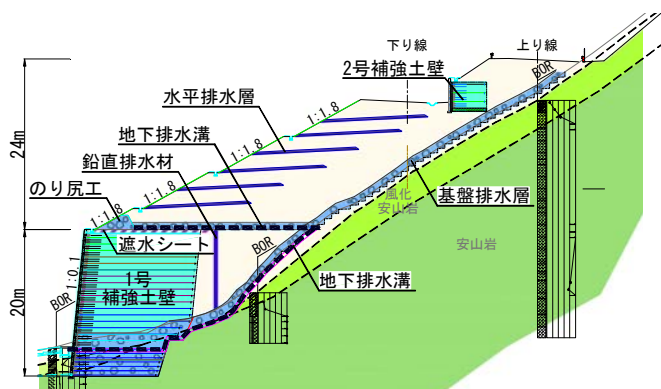 下り線
上り線
2号補強土壁
BOR
水平排水層
1:1.8
地下排水溝
1:1.8
鉛直排水材
1:1.8
のり尻工
1:1.8
24m
基盤排水層
風化
安山岩
安山岩
遮水シート
BOR
1:0.1
1号
補強土壁
地下排水溝
BOR
20m